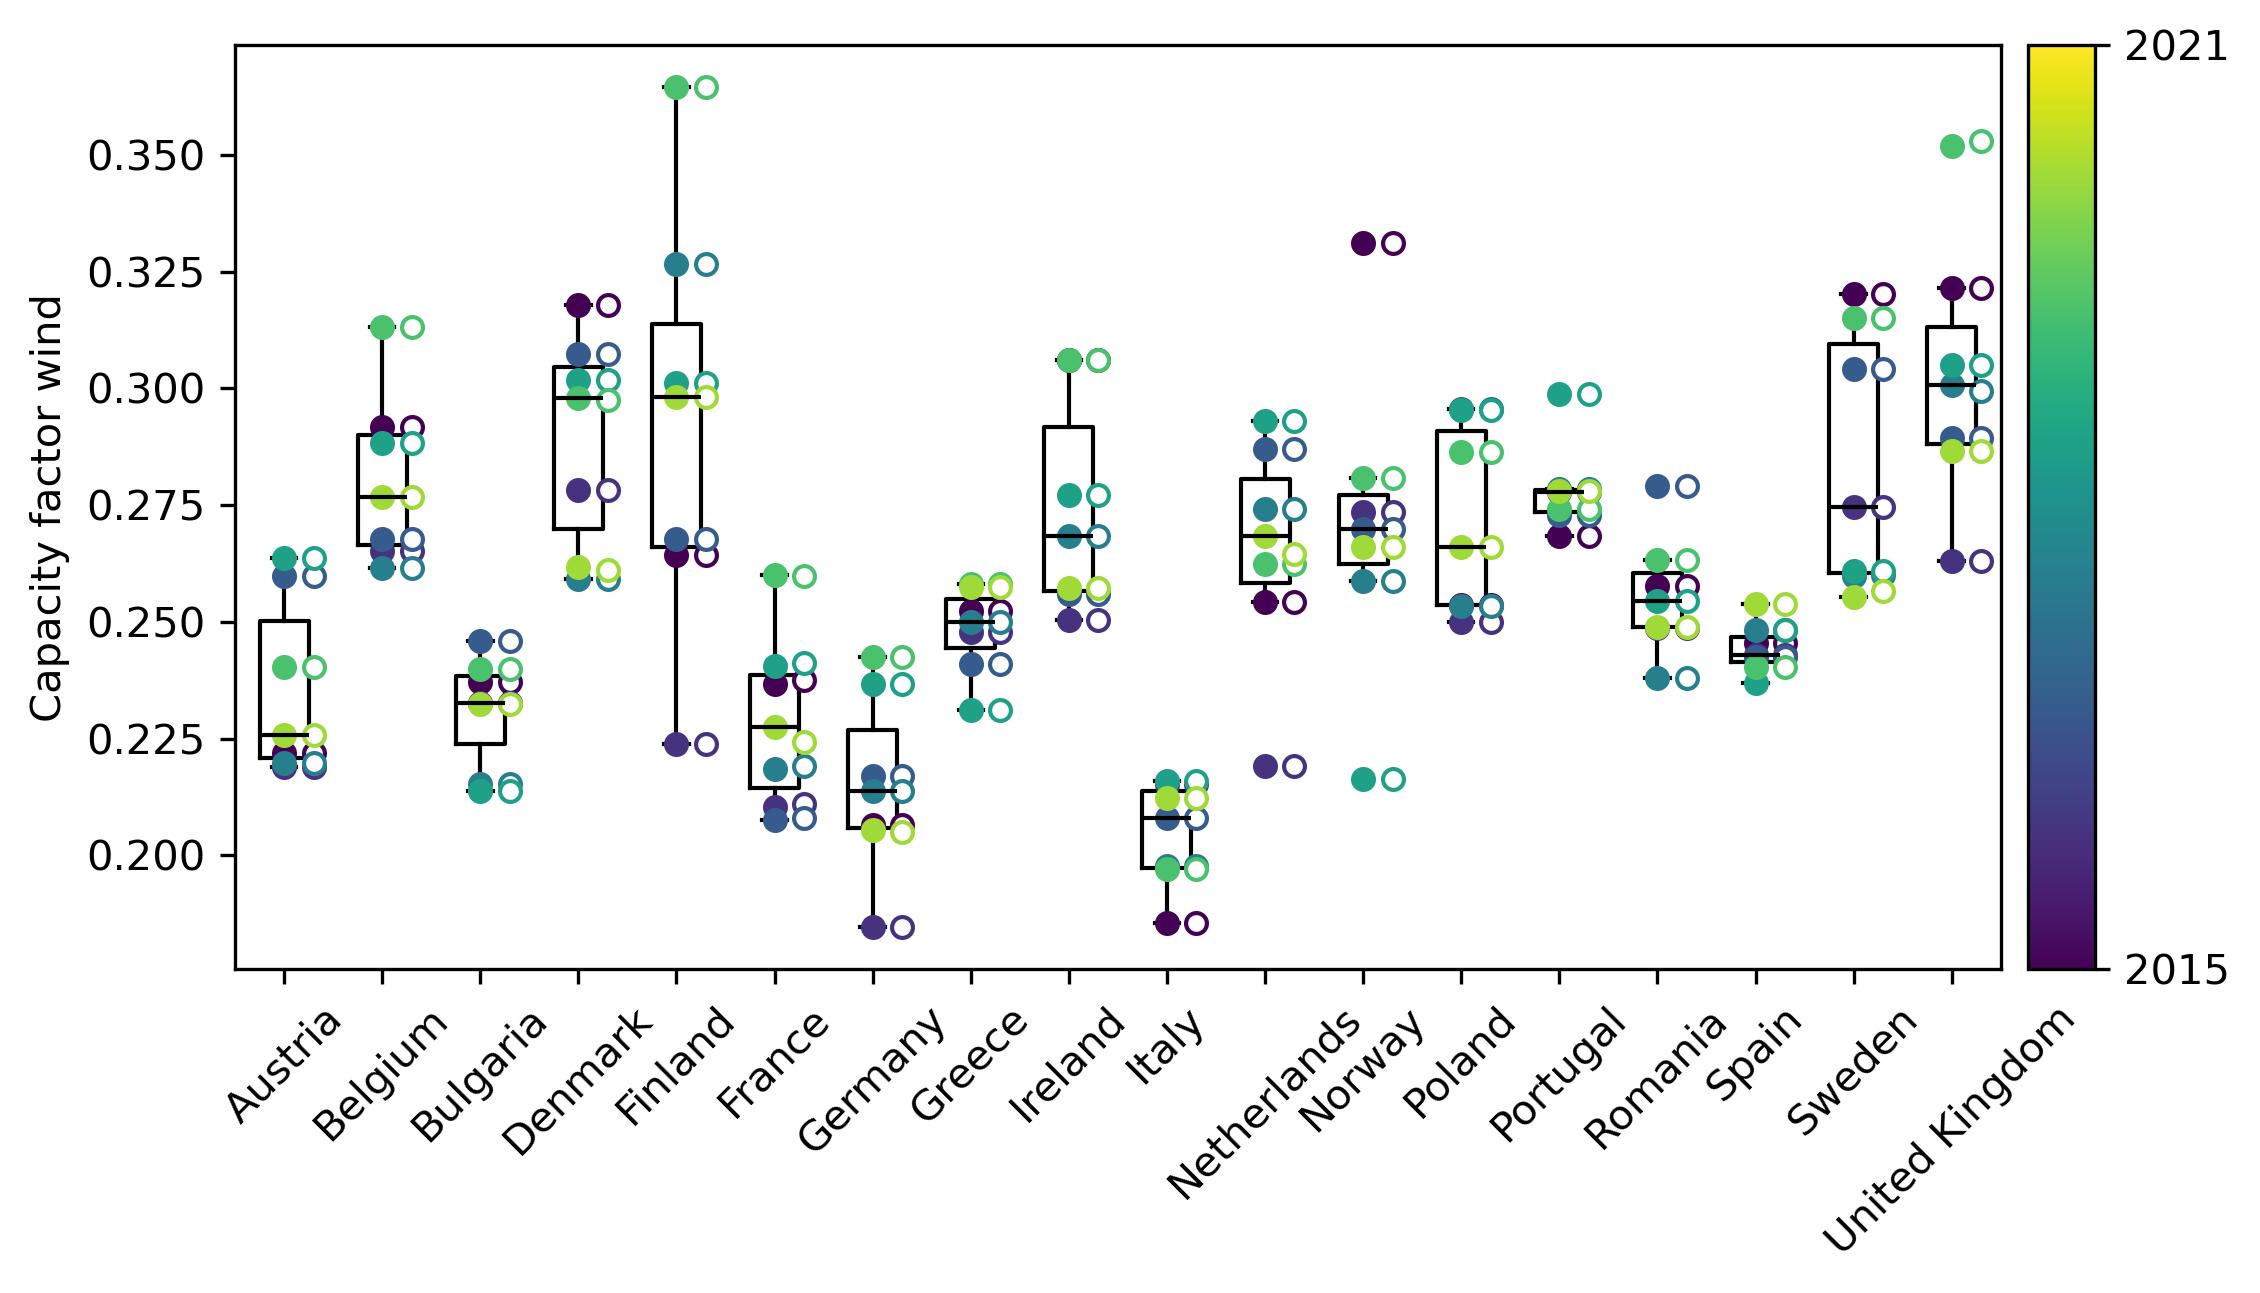 Capacity factor wind
0.350
0.325
0.300
0.275
0.250
0.225
0.200
Austria
Belgium
Bulgaria
Denmark
Finland
France
Germany
Greece
Ireland
Italy
Netherlands
Norway
Poland
Portugal
Romania
Spain
Sweden
United Kingdom
2021
2015